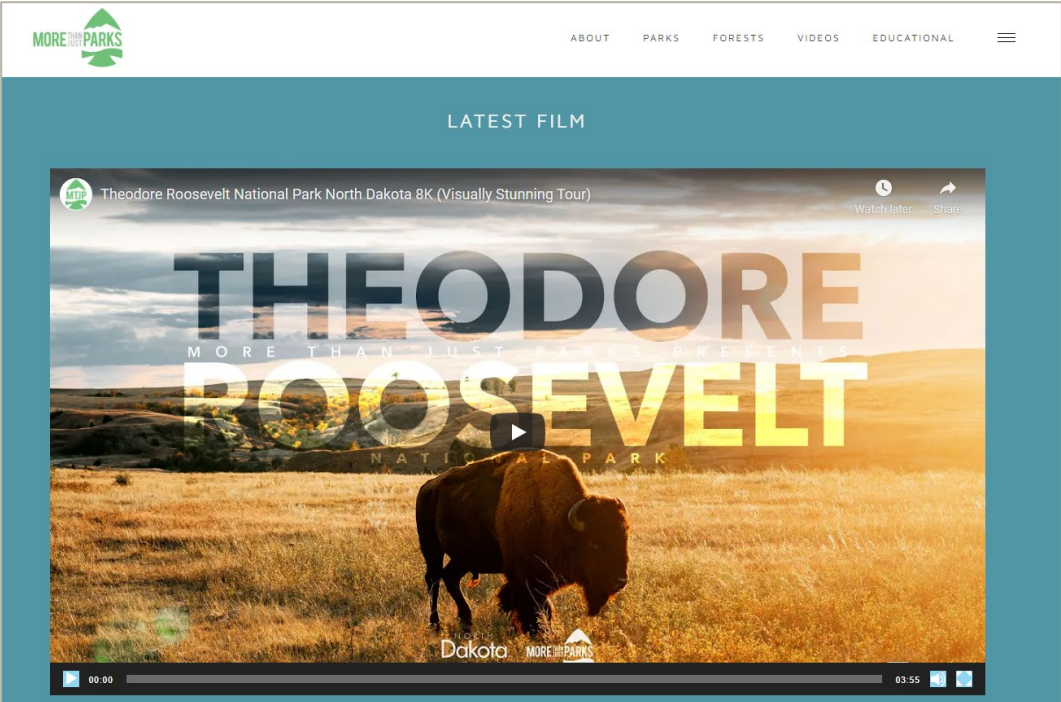 MORE THAN JUST PARKS
ABOUT PARKS FORESTS VIDEOS EDUCATIONAL
LATEST FILM
MTJP
Theodore Roosevelt National Park North Dakota 8K (Visually Stunning Tour)
Watch later Share
THEODORE
MORE THAN JUST PARKS PRESENTS
ROOSEVELT
NATIONAL PARK
NORTH
Dakota
MORE THAN JUST PARKS
00:00 03:55